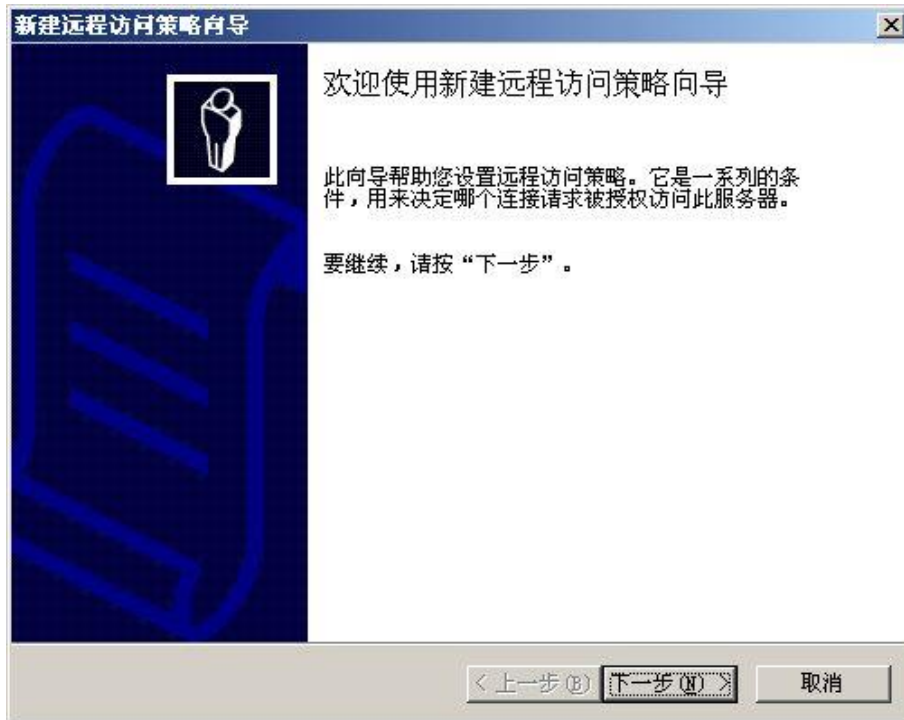 新建远程访问策略向导
欢迎使用新建远程访问策略向导
此向导帮助您设置远程访问策略。它是一系列的条
件，用来决定哪个连接请求被授权访问此服务器。
要继续，请按“下一步”。
< 上一步(B) 下一步(N) > 取消